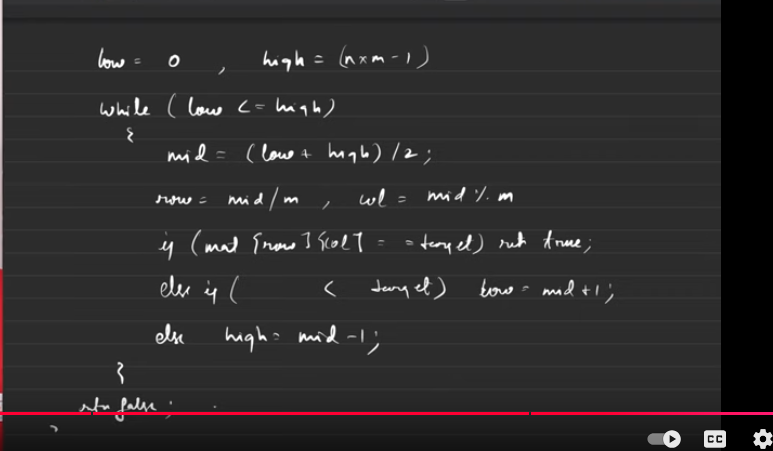 low = 0 , high = (n x m - 1)
while ( low <= high)
{
mid = (low + high) / 2 ;
row = mid / m , col = mid % m
if (mat [row] [col] == target) ret true;
else if ( < target) low = mid + 1 ;
else high = mid - 1 ;
}
retn false ;
}
CC